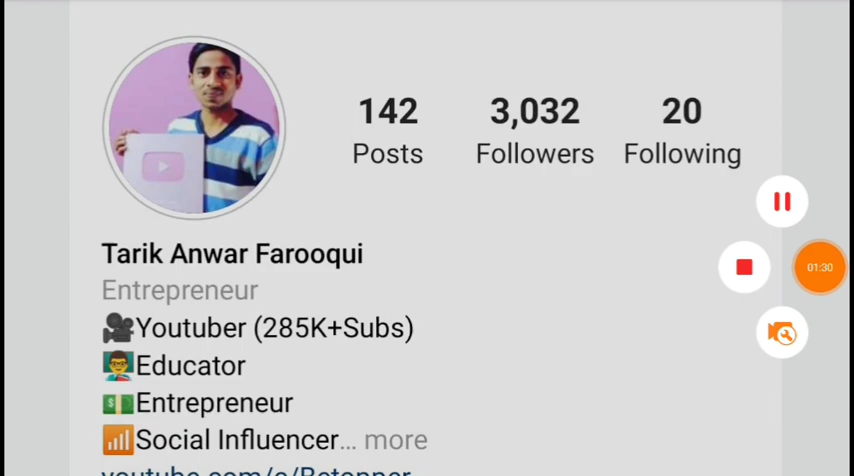 142 3,032 20
Posts Followers Following
Tarik Anwar Farooqui
Entrepreneur
Youtuber (285K+Subs)
Educator
Entrepreneur
Social Influencer... more
01:30